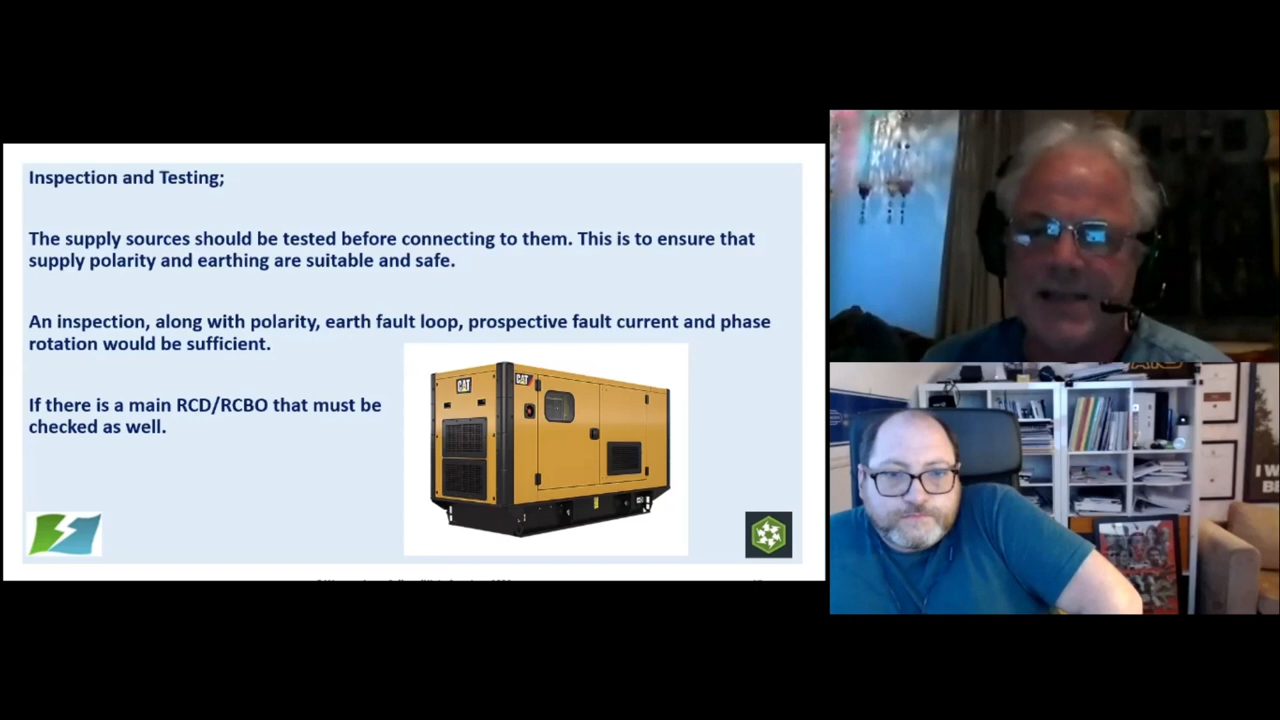 Inspection and Testing;
The supply sources should be tested before connecting to them. This is to ensure that
supply polarity and earthing are suitable and safe.
An inspection, along with polarity, earth fault loop, prospective fault current and phase
rotation would be sufficient.
If there is a main RCD/RCBO that must be
checked as well.
CAT
CAT
I W
BE